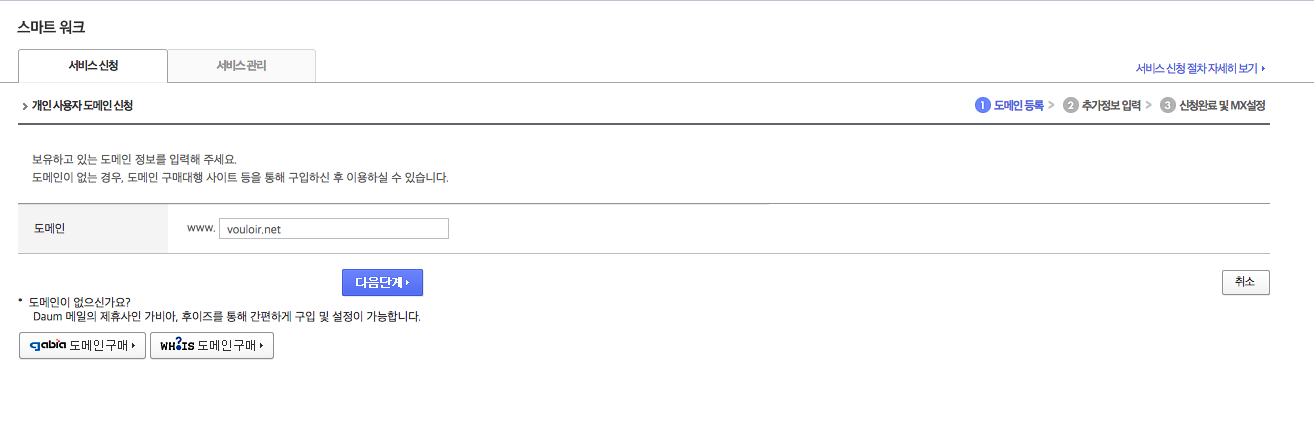 스마트 워크
서비스 신청
서비스 관리
서비스 신청 절차 자세히 보기
개인 사용자 도메인 신청
1 도메인 등록 > 2 추가정보 입력 > 3 신청완료 및 MX설정
보유하고 있는 도메인 정보를 입력해 주세요.
도메인이 없는 경우, 도메인 구매대행 사이트 등을 통해 구입하신 후 이용하실 수 있습니다.
도메인 www. vouloir.net
다음단계
취소
* 도메인이 없으신가요?
Daum 메일의 제휴사인 가비아, 후이즈를 통해 간편하게 구입 및 설정이 가능합니다.
gabia 도메인구매
WH?IS 도메인구매